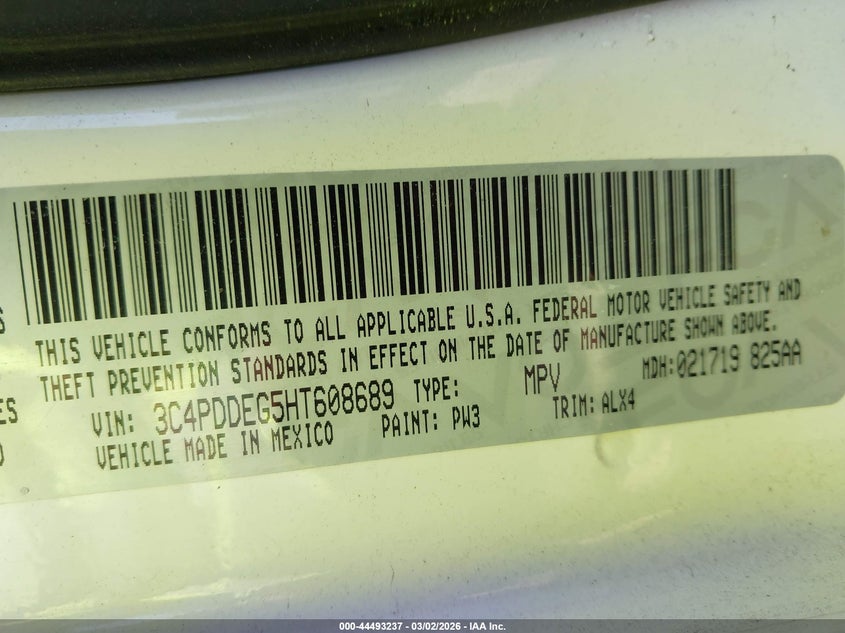 THIS VEHICLE CONFORMS TO ALL APPLICABLE U.S.A. FEDERAL MOTOR VEHICLE SAFETY AND
THEFT PREVENTION STANDARDS IN EFFECT ON THE DATE OF MANUFACTURE SHOWN ABOVE.
VIN: 3C4PDDEG5HT608689 TYPE: MPV MDH:021719 825AA
VEHICLE MADE IN MEXICO PAINT: PW3 TRIM: ALX4
000-44493237 - 03/02/2026 - IAA Inc.